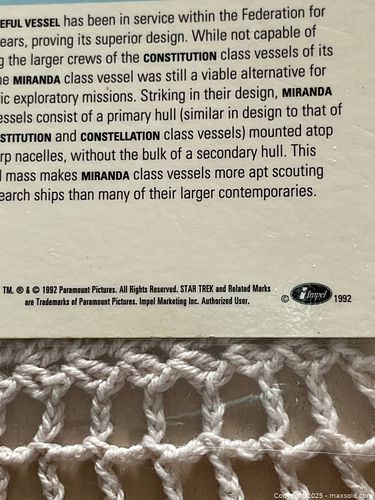 EFUL VESSEL has been in service within the Federation for
ears, proving its superior design. While not capable of
g the larger crews of the CONSTITUTION class vessels of its
e MIRANDA class vessel was still a viable alternative for
ic exploratory missions. Striking in their design, MIRANDA
essels consist of a primary hull (similar in design to that of
STITUTION and CONSTELLATION class vessels) mounted atop
rp nacelles, without the bulk of a secondary hull. This
l mass makes MIRANDA class vessels more apt scouting
earch ships than many of their larger contemporaries.
TM, ® & © 1992 Paramount Pictures. All Rights Reserved. STAR TREK and Related Marks
are Trademarks of Paramount Pictures. Impel Marketing Inc. Authorized User.
© Impel 1992
Copyright 2025 - maxsold.com